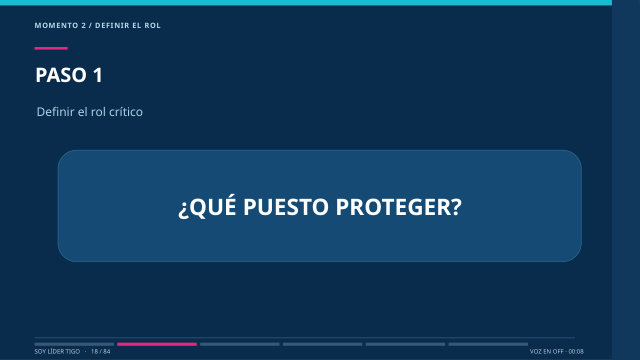 MOMENTO 2 / DEFINIR EL ROL
PASO 1
Definir el rol crítico
¿QUÉ PUESTO PROTEGER?
SOY LÍDER TIGO · 18 / 84
VOZ EN OFF · 00:08